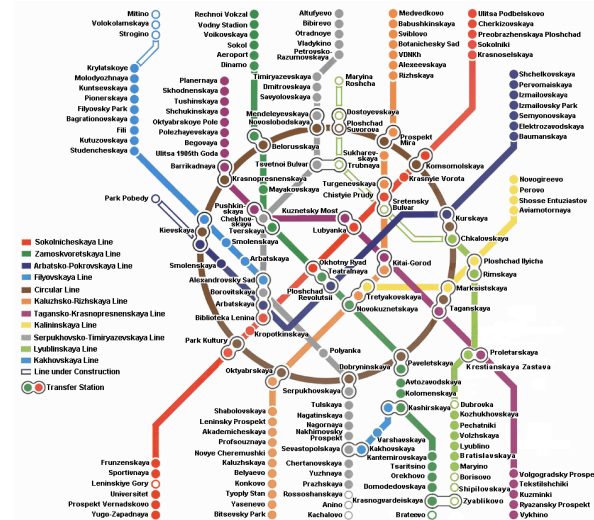 Mitino
Volokolamskaya
Strogino
Rechnoi Vokzal
Vodny Stadion
Voikovskaya
Sokol
Aeroport
Dinamo
Altufyevo
Bibirevo
Otradnoye
Vladykino
Petrovsko-
Razumovskaya
Medvedkovo
Babushkinskaya
Sviblovo
Botanichesky Sad
VDNKh
Alexeevskaya
Rizhskaya
Ulitsa Podbelskovo
Cherkizovskaya
Preobrazhenskaya Ploshchad
Sokolniki
Krasnoselskaya
Krylatskoye
Molodyozhnaya
Kuntsevskaya
Pionerskaya
Filyovsky Park
Bagrationovskaya
Fili
Kutuzovskaya
Studencheskaya
Planernaya
Skhodnenskaya
Tushinskaya
Shchukinskaya
Oktyabrskoye Pole
Polezhayevskaya
Begovaya
Ulitsa 1905th Goda
Barrikadnaya
Krasnopresnenskaya
Timiryazevskaya
Dmitrovskaya
Savyolovskaya
Mendeleyevskaya
Novoslobodskaya
Belorusskaya
Maryina
Roshcha
Dostoyevskaya
Ploshchad
Suvorova
Prospekt
Mira
Shchelkovskaya
Pervomaiskaya
Izmailovskaya
Izmailovsky Park
Semyonovskaya
Elektrozavodskaya
Baumanskaya
Tsvetnoi Bulvar
Sukharev-
skaya
Trubnaya
Komsomolskaya
Krasniye Vorota
Turgenevskaya
Chistyie Prudy
Sretensky
Bulvar
Novogireevo
Perovo
Shosse Entuziastov
Aviamotornaya
Park Pobedy
Mayakovskaya
Pushkin-
skaya
Chekhov-
skaya
Tverskaya
Kuznetsky Most
Lubyanka
Kurskaya
Chkalovskaya
Kievskaya
Smolenskaya
Arbatskaya
Smolenskaya
Alexandrovsky Sad
Borovitskaya
Arbatskaya
Biblioteka Lenina
Kropotkinskaya
Okhotny Ryad
Teatralnaya
Ploshchad
Revolutsii
Kitai-Gorod
Tretyakovskaya
Novokuznetskaya
Ploshchad Ilyicha
Rimskaya
Marksistskaya
Taganskaya
Sokolnicheskaya Line
Zamoskvoretskaya Line
Arbatsko-Pokrovskaya Line
Filyovskaya Line
Circular Line
Kaluzhsko-Rizhskaya Line
Tagansko-Krasnopresnenskaya Line
Kalininskaya Line
Serpukhovsko-Timiryazevskaya Line
Lyublinskaya Line
Kakhovskaya Line
Line under Construction
Transfer Station
Park Kultury
Oktyabrskaya
Polyanka
Dobryninskaya
Serpukhovskaya
Paveletskaya
Proletarskaya
Krestianskaya Zastava
Shabolovskaya
Leninsky Prospekt
Akademicheskaya
Profsouznaya
Novye Cheremushki
Kaluzhskaya
Belyaevo
Konkovo
Tyoply Stan
Yasenevo
Bitsevsky Park
Tulskaya
Nagatinskaya
Nagornaya
Nakhimovsky
Prospekt
Sevastopolskaya
Chertanovskaya
Yuzhnaya
Prazhskaya
Rossoshanskaya
Anino
Kachalovo
Avtozavodskaya
Kolomenskaya
Kashirskaya
Varshavskaya
Kakhovskaya
Kantemirovskaya
Tsaritsino
Orekhovo
Domodedovskaya
Krasnogvardeiskaya
Brateevo
Dubrovka
Kozhukhovskaya
Pechatniki
Volzhskaya
Lyublino
Bratislavskaya
Maryino
Borisovo
Shipilovskaya
Zyablikovo
Frunzenskaya
Sportivnaya
Leninskiye Gory
Universitet
Prospekt Vernadskovo
Yugo-Zapadnaya
Volgogradsky Prospe
Tekstilshchiki
Kuzminki
Ryazansky Prospe
Vykhino